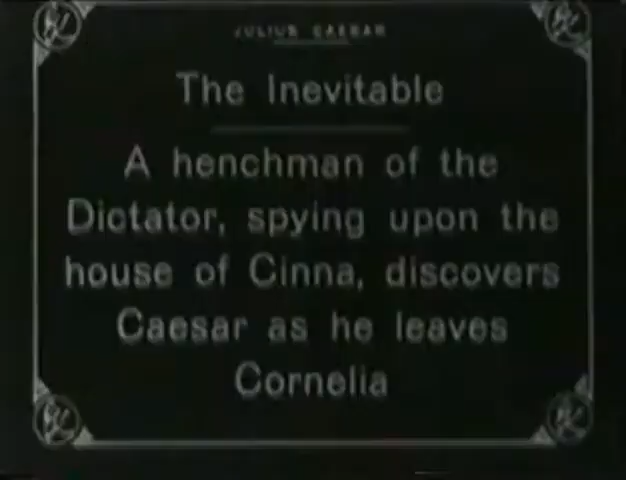 JULIUS CAESAR
The Inevitable
A henchman of the
Dictator, spying upon the
house of Cinna, discovers
Caesar as he leaves
Cornelia